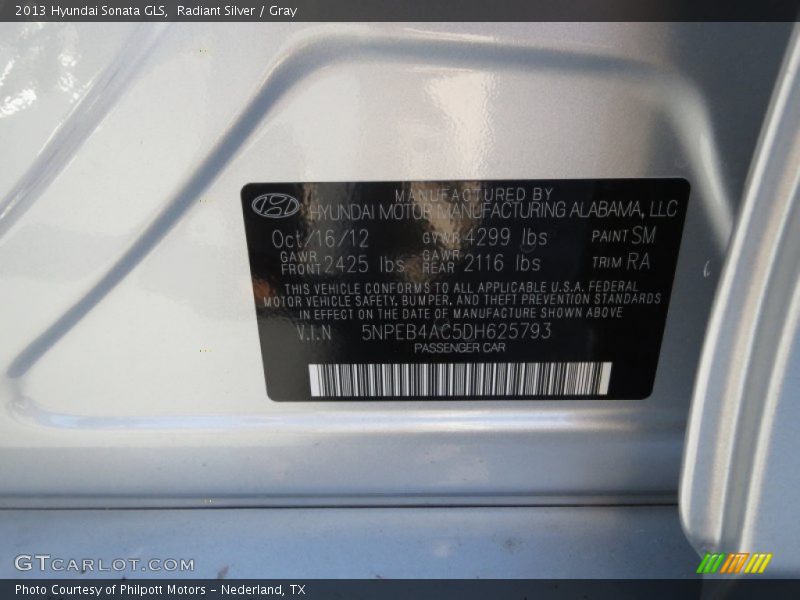 2013 Hyundai Sonata GLS, Radiant Silver / Gray
MANUFACTURED BY
HYUNDAI MOTOR MANUFACTURING ALABAMA, LLC
Oct/16/12 GVWR 4299 lbs PAINT SM
GAWR FRONT 2425 lbs GAWR REAR 2116 lbs TRIM RA
THIS VEHICLE CONFORMS TO ALL APPLICABLE U.S.A. FEDERAL
MOTOR VEHICLE SAFETY, BUMPER, AND THEFT PREVENTION STANDARDS
IN EFFECT ON THE DATE OF MANUFACTURE SHOWN ABOVE
V.I.N 5NPEB4AC5DH625793
PASSENGER CAR
GTCARLOT.COM
Photo Courtesy of Philpott Motors - Nederland, TX